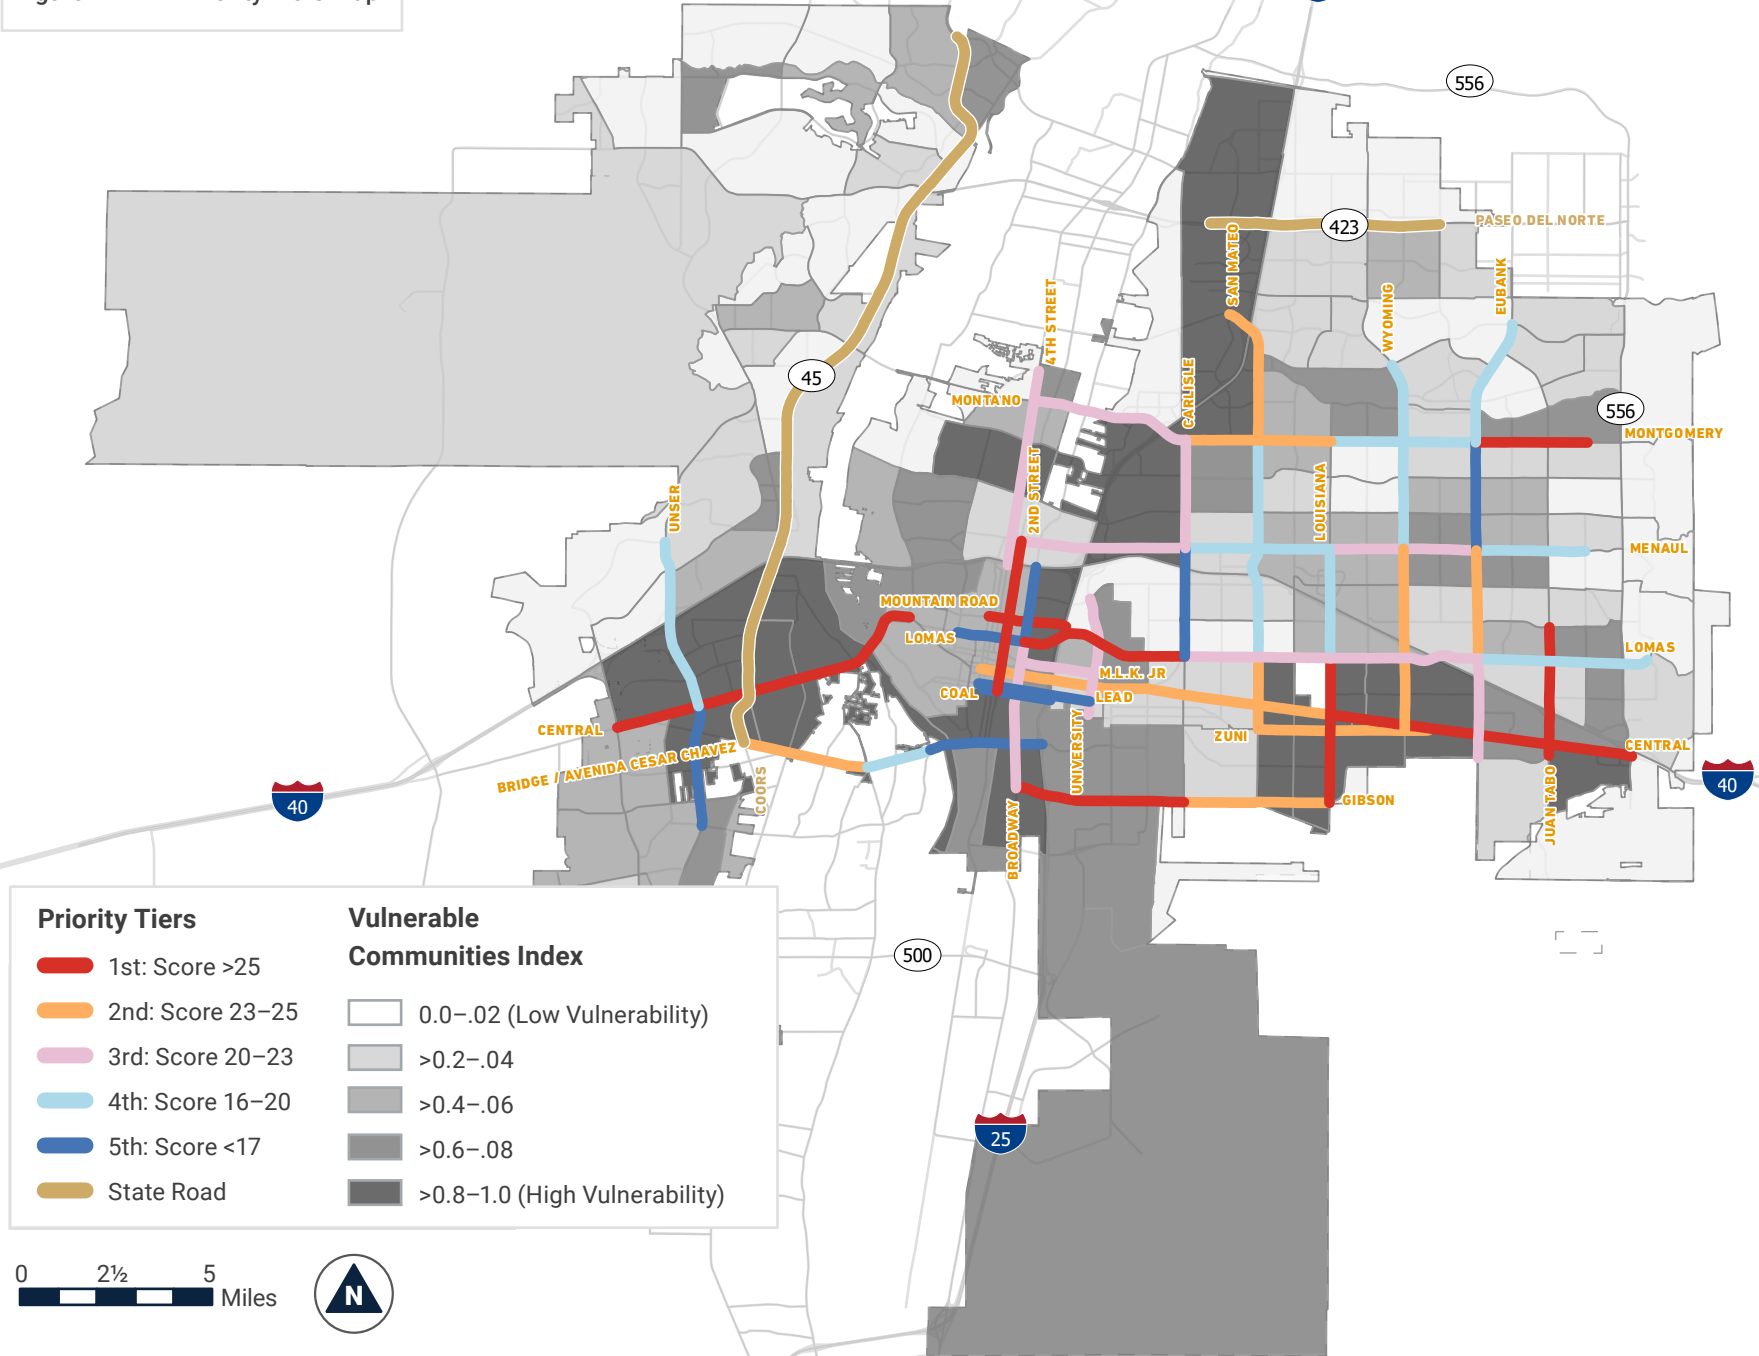 556
423
PASEO DEL NORTE
SAN MATEO
EUBANK
WYOMING
4TH STREET
45
CARLISLE
MONTANO
556
MONTGOMERY
2ND STREET
LOUISIANA
UNSER
MENAUL
MOUNTAIN ROAD
LOMAS
LOMAS
M.L.K. JR
COAL
LEAD
CENTRAL
UNIVERSITY
ZUNI
CENTRAL
BRIDGE / AVENIDA CESAR CHAVEZ
COORS
40
40
GIBSON
JUAN TABO
BROADWAY
500
25
Priority Tiers
1st: Score >25
2nd: Score 23–25
3rd: Score 20–23
4th: Score 16–20
5th: Score <17
State Road
Vulnerable
Communities Index
0.0–.02 (Low Vulnerability)
>0.2–.04
>0.4–.06
>0.6–.08
>0.8–1.0 (High Vulnerability)
0 2½ 5
Miles
N